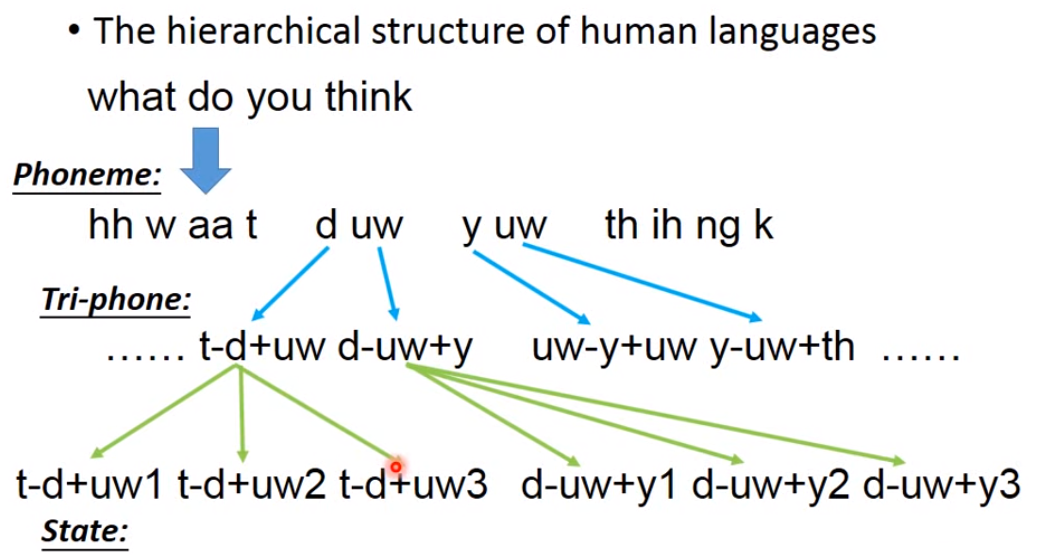 • The hierarchical structure of human languages
what do you think
Phoneme:
hh w aa t d uw y uw th ih ng k
Tri-phone:
…… t-d+uw d-uw+y uw-y+uw y-uw+th ……
t-d+uw1 t-d+uw2 t-d+uw3 d-uw+y1 d-uw+y2 d-uw+y3
State: